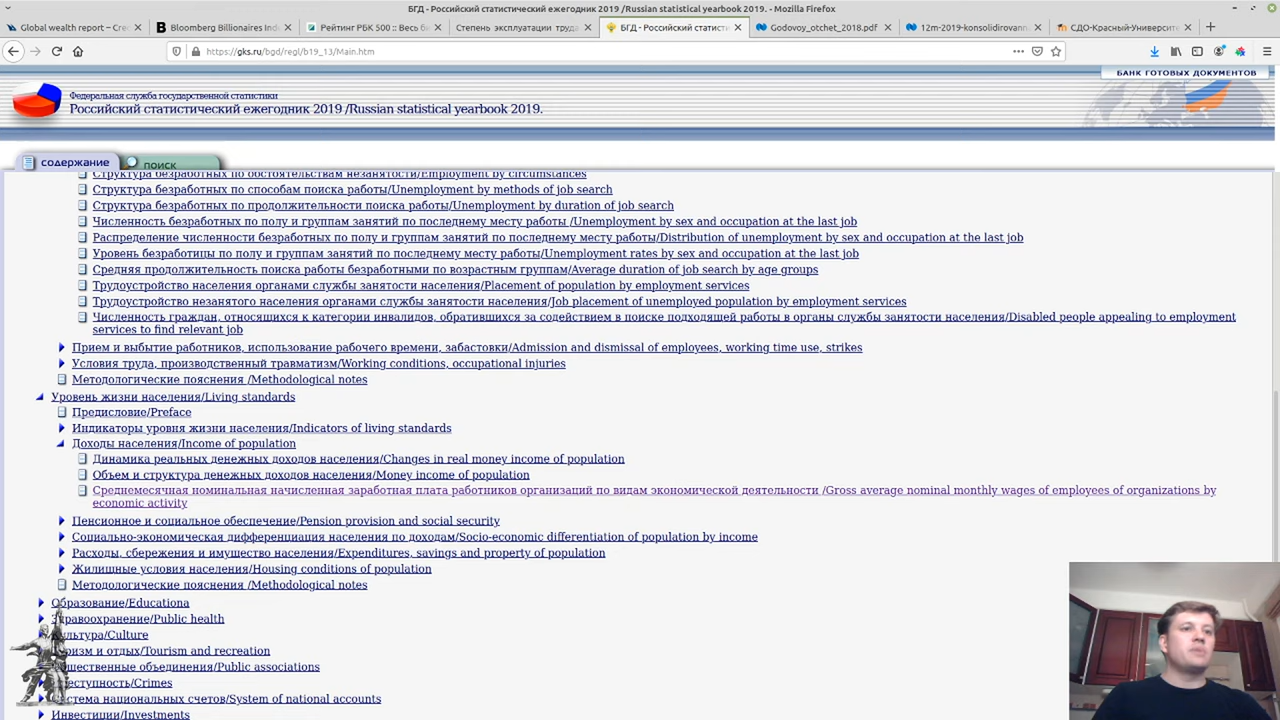 БГД - Российский статистический ежегодник 2019 /Russian statistical yearbook 2019. - Mozilla Firefox
Global wealth report – Cre
Bloomberg Billionaires Ind
Рейтинг РБК 500 :: Весь би
Степень эксплуатации труда
БГД - Российский статисти
Godovoy_otchet_2018.pdf
12m-2019-konsolidirovann
СДО-Красный-Университе
https://gks.ru/bgd/regl/b19_13/Main.htm
БАНК ГОТОВЫХ ДОКУМЕНТОВ
Федеральная служба государственной статистики
Российский статистический ежегодник 2019 /Russian statistical yearbook 2019.
содержание
поиск
Структура безработных по обстоятельствам незанятости/Employment by circumstances
Структура безработных по способам поиска работы/Unemployment by methods of job search
Структура безработных по продолжительности поиска работы/Unemployment by duration of job search
Численность безработных по полу и группам занятий по последнему месту работы /Unemployment by sex and occupation at the last job
Распределение численности безработных по полу и группам занятий по последнему месту работы/Distribution of unemployment by sex and occupation at the last job
Уровень безработицы по полу и группам занятий по последнему месту работы/Unemployment rates by sex and occupation at the last job
Средняя продолжительность поиска работы безработными по возрастным группам/Average duration of job search by age groups
Трудоустройство населения органами службы занятости населения/Placement of population by employment services
Трудоустройство незанятого населения органами службы занятости населения/Job placement of unemployed population by employment services
Численность граждан, относящихся к категории инвалидов, обратившихся за содействием в поиске подходящей работы в органы службы занятости населения/Disabled people appealing to employment
services to find relevant job
Прием и выбытие работников, использование рабочего времени, забастовки/Admission and dismissal of employees, working time use, strikes
Условия труда, производственный травматизм/Working conditions, occupational injuries
Методологические пояснения /Methodological notes
Уровень жизни населения/Living standards
Предисловие/Preface
Индикаторы уровня жизни населения/Indicators of living standards
Доходы населения/Income of population
Динамика реальных денежных доходов населения/Changes in real money income of population
Объем и структура денежных доходов населения/Money income of population
Среднемесячная номинальная начисленная заработная плата работников организаций по видам экономической деятельности /Gross average nominal monthly wages of employees of organizations by
economic activity
Пенсионное и социальное обеспечение/Pension provision and social security
Социально-экономическая дифференциация населения по доходам/Socio-economic differentiation of population by income
Расходы, сбережения и имущество населения/Expenditures, savings and property of population
Жилищные условия населения/Housing conditions of population
Методологические пояснения /Methodological notes
Образование/Educationa
Здравоохранение/Public health
культура/Culture
ризм и отдых/Tourism and recreation
щественные объединения/Public associations
еступность/Crimes
истема национальных счетов/System of national accounts
Инвестиции/Investments